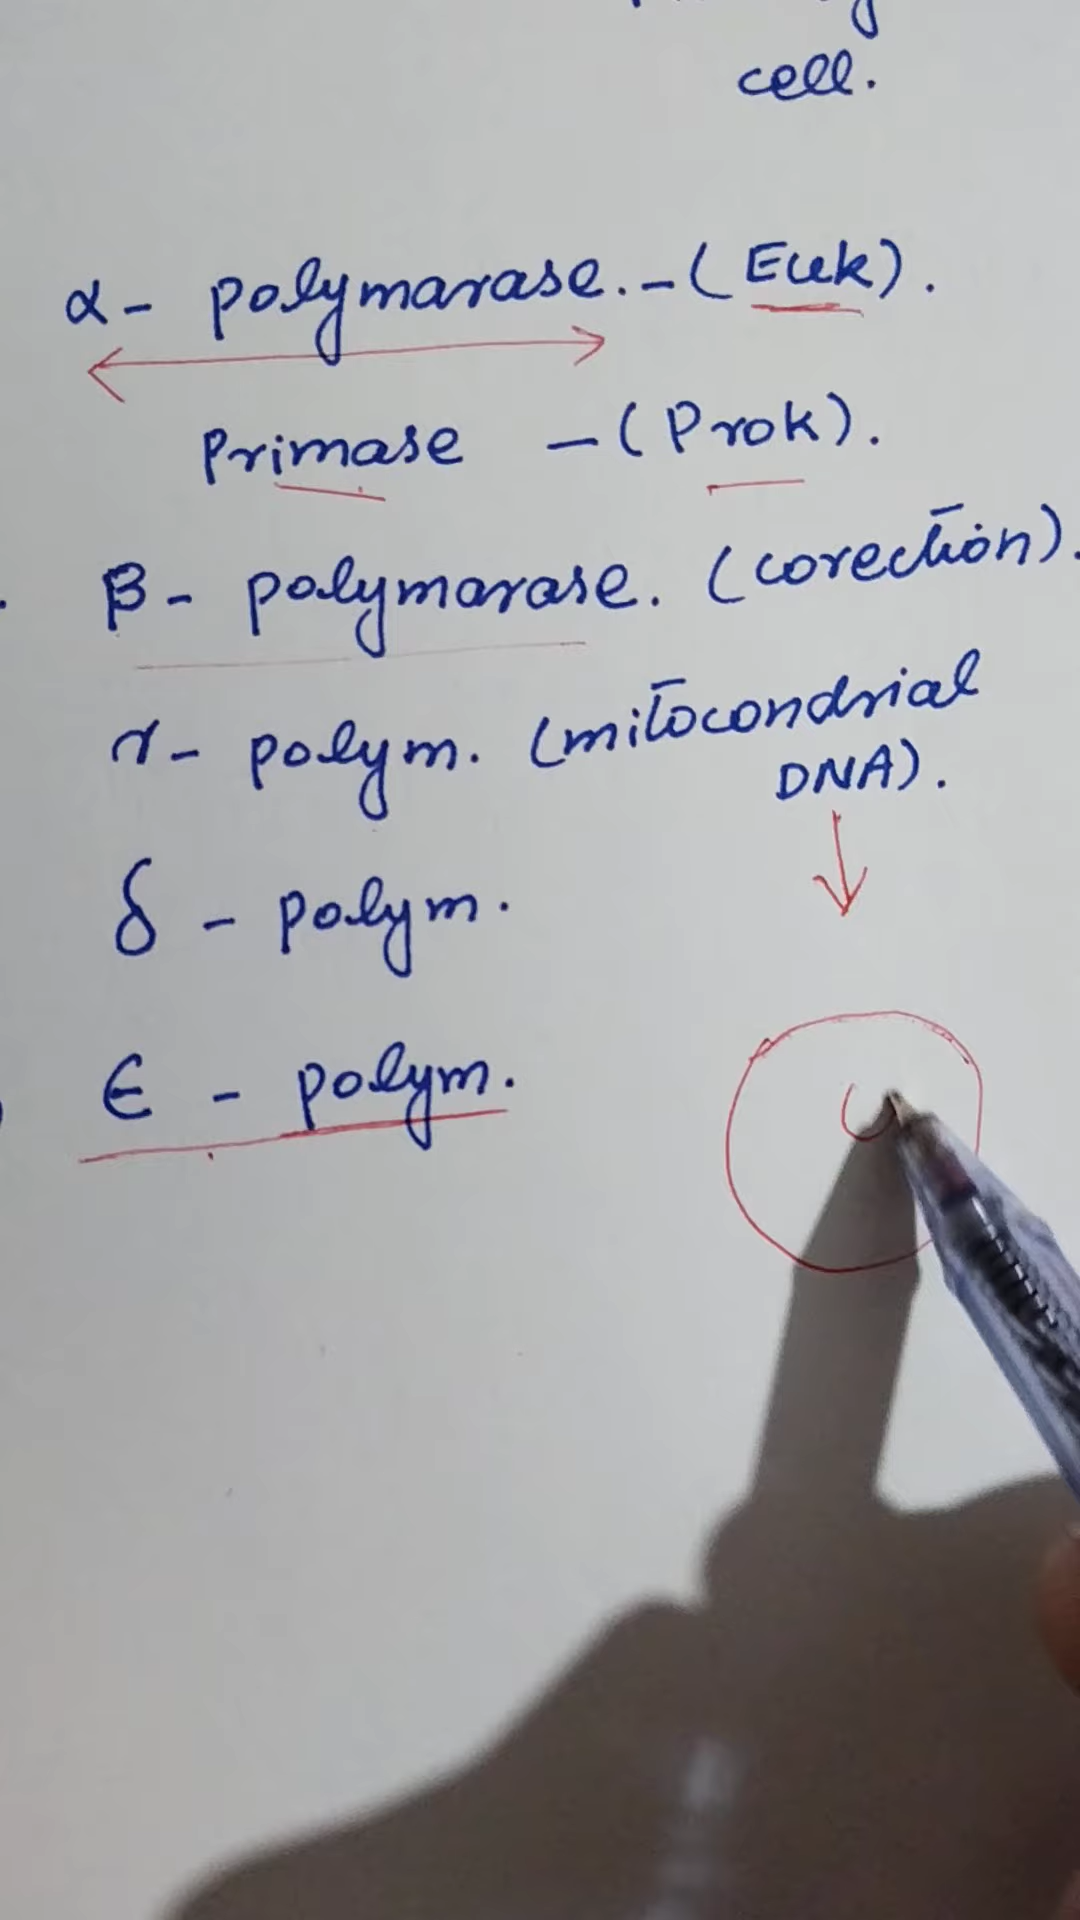 cell.
α - polymarase. - (Euk).
Primase - (Prok).
β - polymarase. (corection).
γ - polym. (mitocondrial
DNA).
δ - polym.
ϵ - polym.